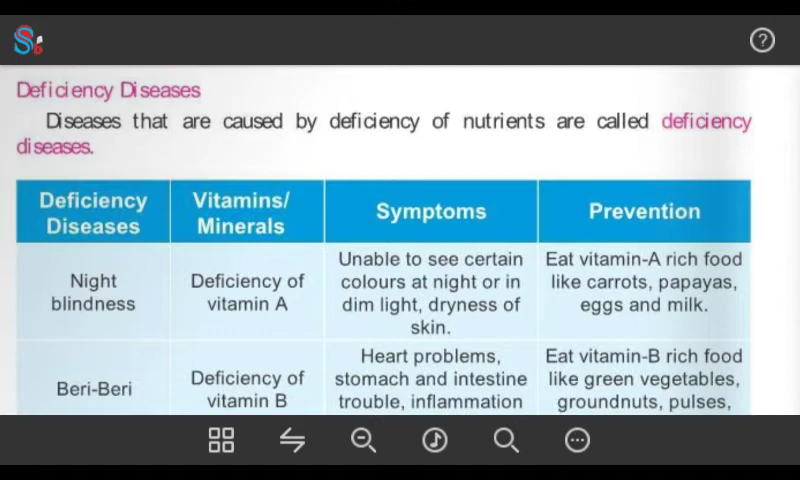 Deficiency Diseases
Diseases that are caused by deficiency of nutrients are called deficiency
diseases.
Deficiency
Diseases
Vitamins/
Minerals
Symptoms
Prevention
Night
blindness
Deficiency of
vitamin A
Unable to see certain
colours at night or in
dim light, dryness of
skin.
Eat vitamin-A rich food
like carrots, papayas,
eggs and milk.
Beri-Beri
Deficiency of
vitamin B
Heart problems,
stomach and intestine
trouble, inflammation
Eat vitamin-B rich food
like green vegetables,
groundnuts, pulses,